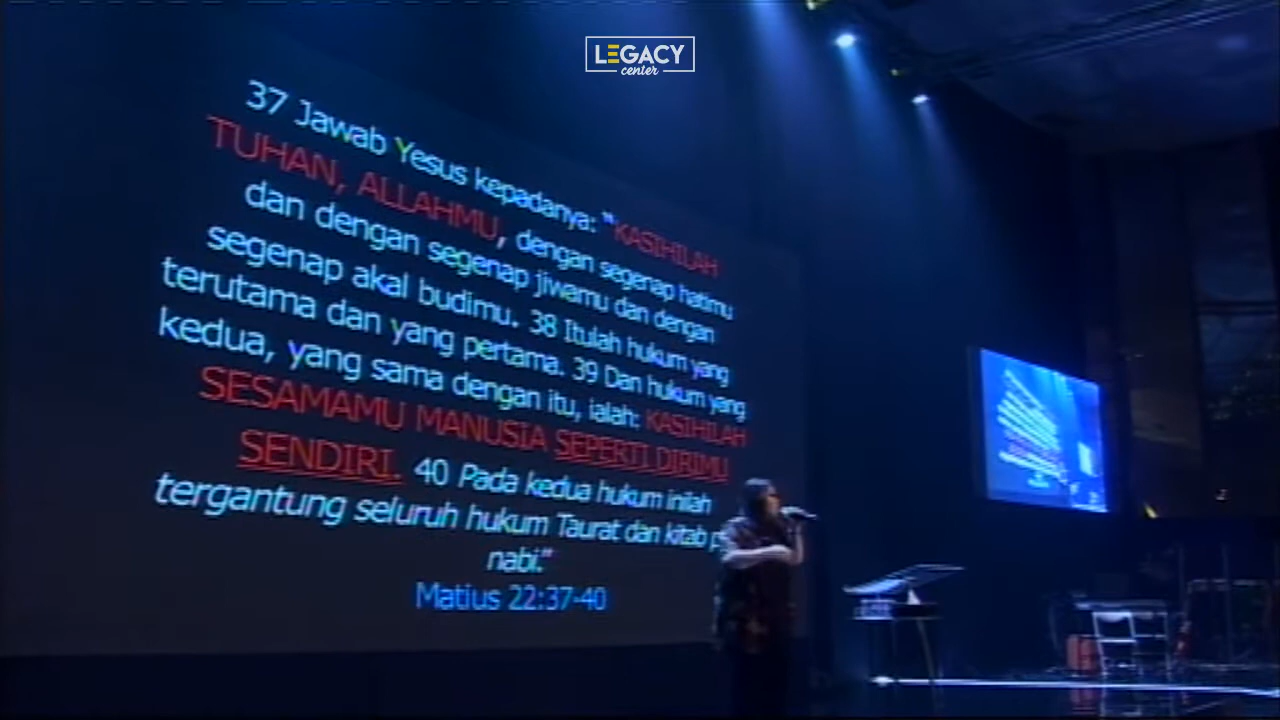 LEGACY
center
37 Jawab Yesus kepadanya: "KASIHILAH
TUHAN, ALLAHMU, dengan segenap hatimu
dan dengan segenap jiwamu dan dengan
segenap akal budimu. 38 Itulah hukum yang
terutama dan yang pertama. 39 Dan hukum yang
kedua, yang sama dengan itu, ialah: KASIHILAH
SESAMAMU MANUSIA SEPERTI DIRIMU
SENDIRI. 40 Pada kedua hukum inilah
tergantung seluruh hukum Taurat dan kitab
nabi."
Matius 22:37-40